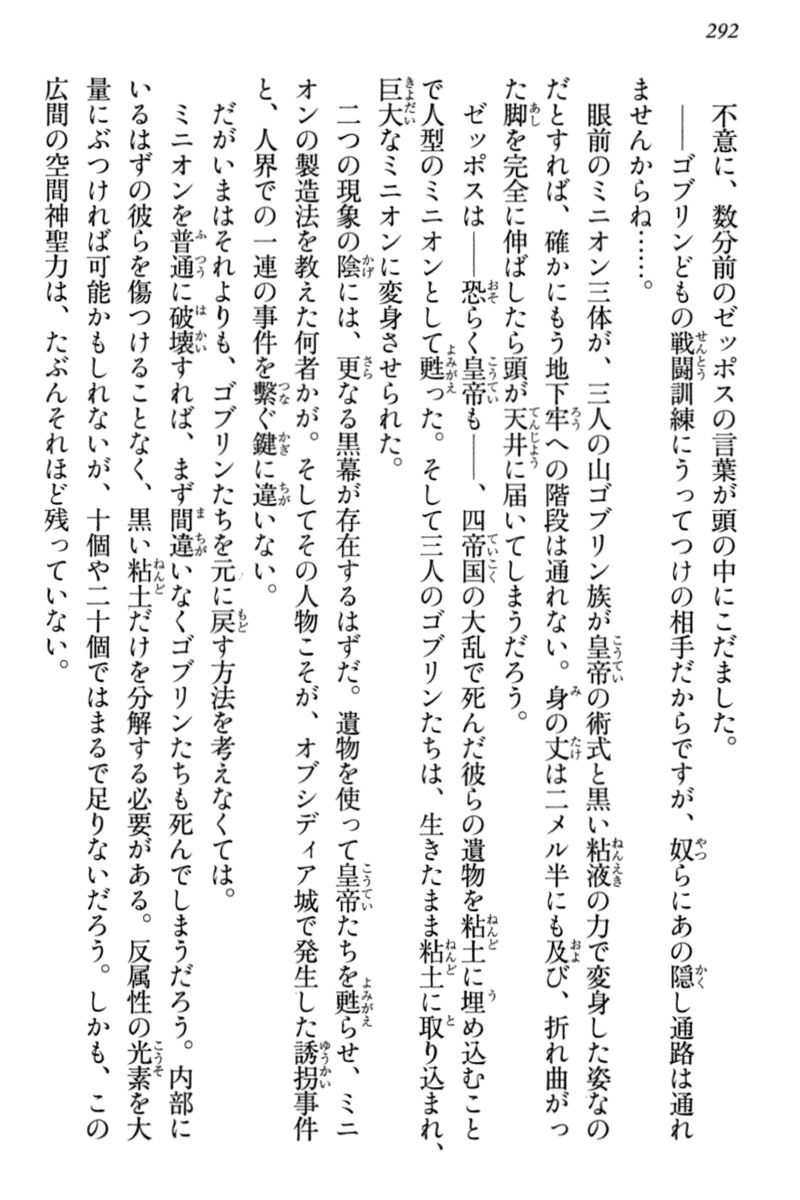 292
不意に、数分前のゼッポスの言葉が頭の中にこだました。
――ゴブリンどもの戦闘訓練にうってつけの相手だからですが、奴らにあの隠し通路は通れ
ませんからね……。
眼前のミニオン三体が、三人の山ゴブリン族が皇帝の術式と黒い粘液の力で変身した姿なの
だとすれば、確かにもう地下牢への階段は通れない。身の丈は二メル半にも及び、折れ曲がっ
た脚を完全に伸ばしたら頭が天井に届いてしまうだろう。
ゼッポスは――恐らく皇帝も――、四帝国の大乱で死んだ彼らの遺物を粘土に埋め込むこと
で人型のミニオンとして甦った。そして三人のゴブリンたちは、生きたまま粘土に取り込まれ、
巨大なミニオンに変身させられた。
二つの現象の陰には、更なる黒幕が存在するはずだ。遺物を使って皇帝たちを甦らせ、ミニ
オンの製造法を教えた何者かが。そしてその人物こそが、オブシディア城で発生した誘拐事件
と、人界での一連の事件を繋ぐ鍵に違いない。
だがいまはそれよりも、ゴブリンたちを元に戻す方法を考えなくては。
ミニオンを普通に破壊すれば、まず間違いなくゴブリンたちも死んでしまうだろう。内部に
いるはずの彼らを傷つけることなく、黒い粘土だけを分解する必要がある。反属性の光素を大
量にぶつければ可能かもしれないが、十個や二十個ではまるで足りないだろう。しかも、この
広間の空間神聖力は、たぶんそれほど残っていない。